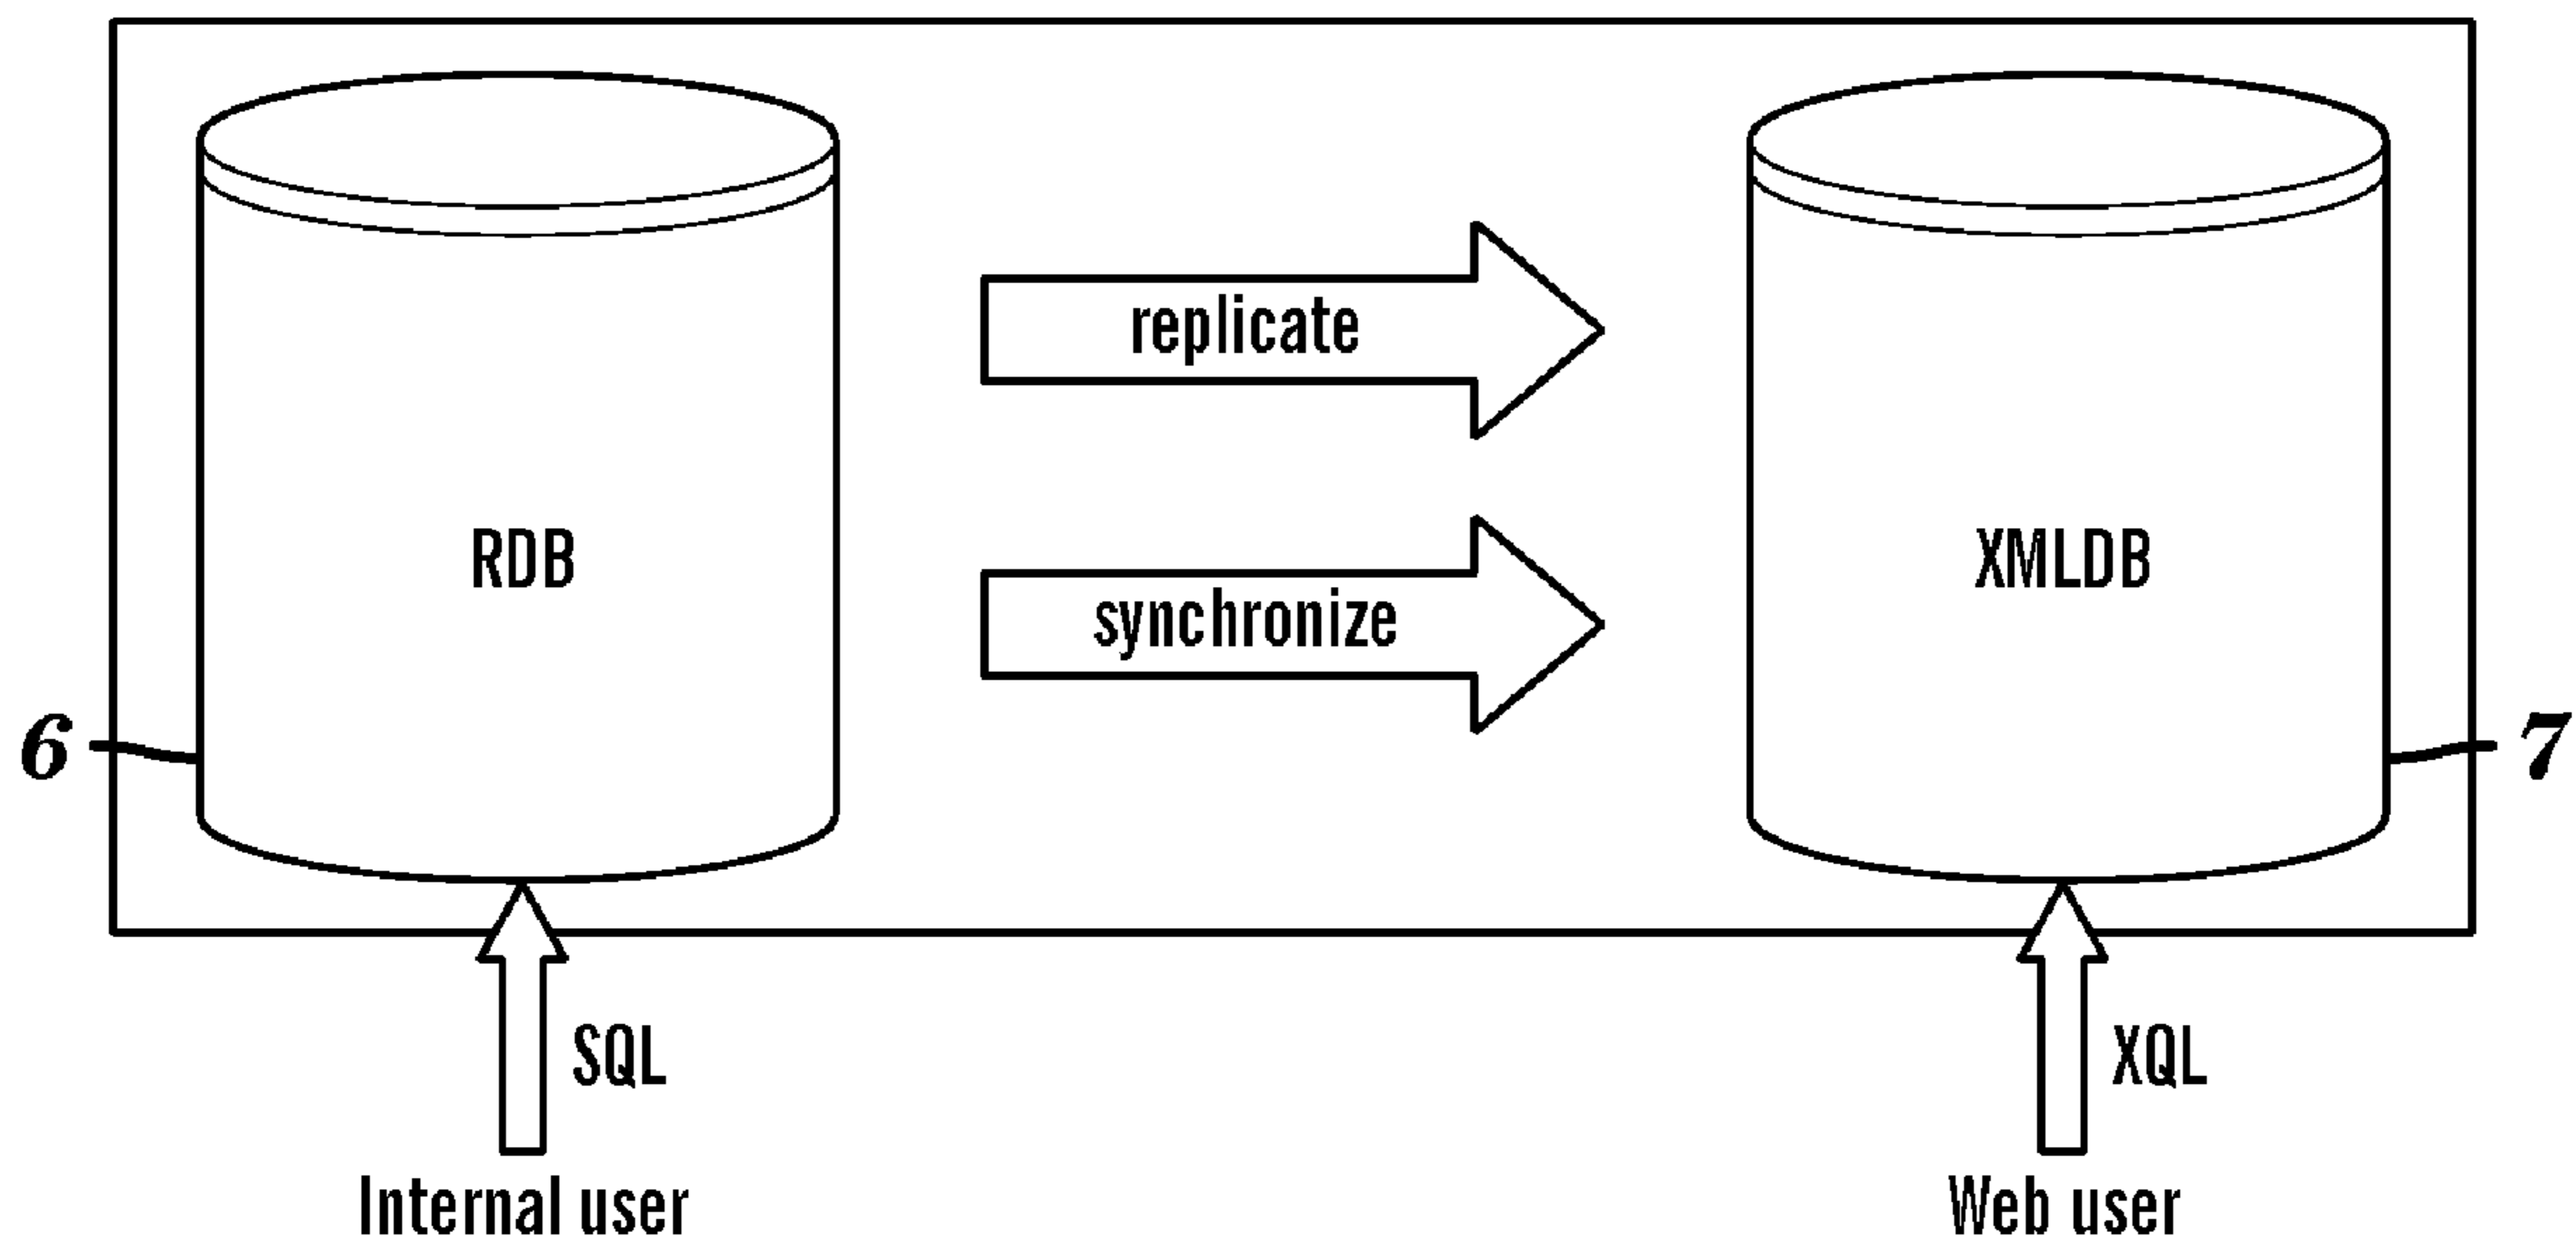 replicate
RDB
XMLDB
synchronize
6
7
SQL
XQL
Internal user
Web user